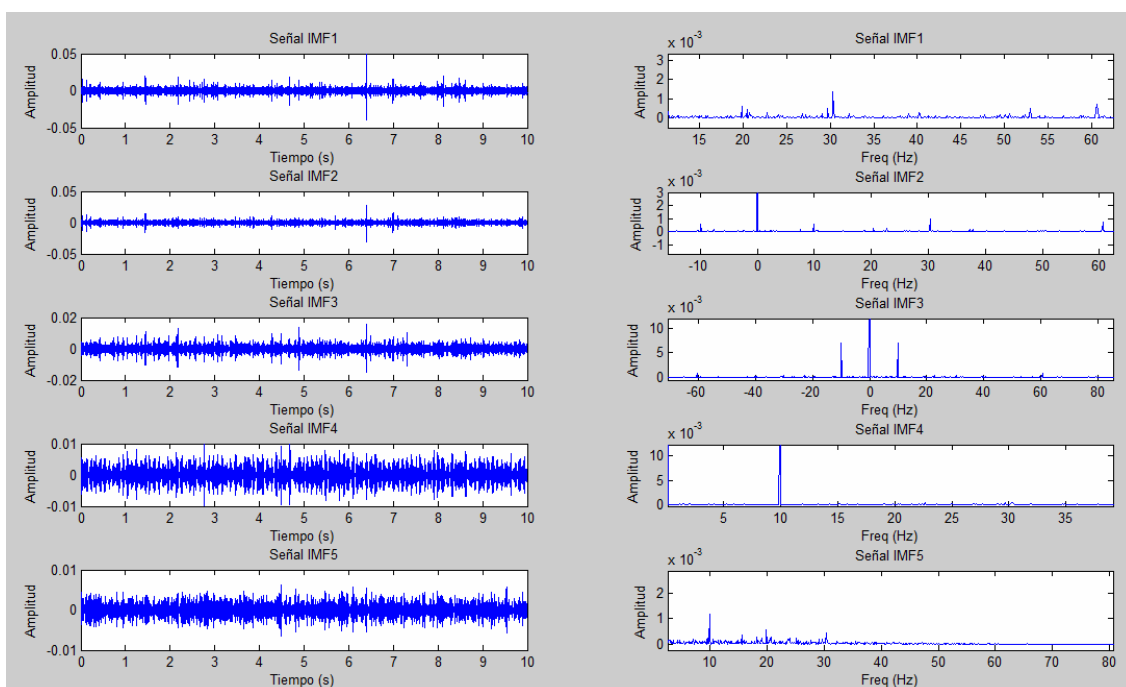 Señal IMF1
Amplitud
0.05
0
-0.05
0 1 2 3 4 5 6 7 8 9 10
Tiempo (s)
Señal IMF1
x 10-3
Amplitud
3
2
1
0
15 20 25 30 35 40 45 50 55 60
Freq (Hz)
Señal IMF2
Amplitud
0.05
0
-0.05
0 1 2 3 4 5 6 7 8 9 10
Tiempo (s)
Señal IMF2
x 10-3
Amplitud
3
2
1
0
-1
-10 0 10 20 30 40 50 60
Freq (Hz)
Señal IMF3
Amplitud
0.02
0
-0.02
0 1 2 3 4 5 6 7 8 9 10
Tiempo (s)
Señal IMF3
x 10-3
Amplitud
10
5
0
-60 -40 -20 0 20 40 60 80
Freq (Hz)
Señal IMF4
Amplitud
0.01
0
-0.01
0 1 2 3 4 5 6 7 8 9 10
Tiempo (s)
Señal IMF4
x 10-3
Amplitud
10
5
0
5 10 15 20 25 30 35
Freq (Hz)
Señal IMF5
Amplitud
0.01
0
-0.01
0 1 2 3 4 5 6 7 8 9 10
Tiempo (s)
Señal IMF5
x 10-3
Amplitud
2
1
0
10 20 30 40 50 60 70 80
Freq (Hz)